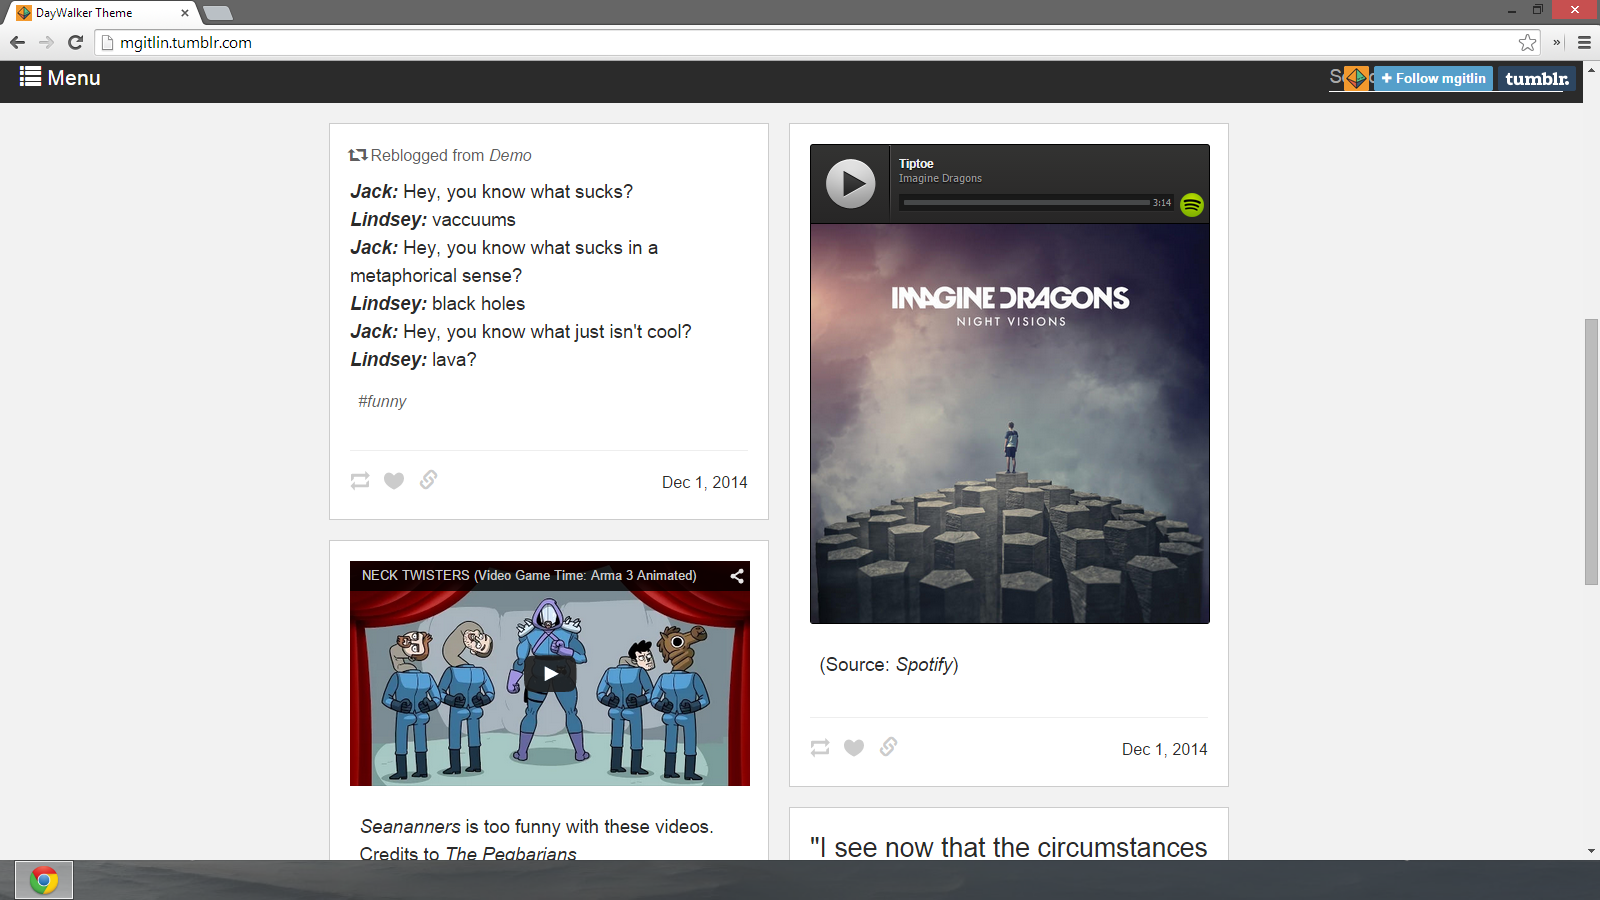 DayWalker Theme
mgitlin.tumblr.com
Menu
+ Follow mgitlin
tumblr.
Reblogged from Demo
Jack: Hey, you know what sucks?
Lindsey: vaccuums
Jack: Hey, you know what sucks in a
metaphorical sense?
Lindsey: black holes
Jack: Hey, you know what just isn't cool?
Lindsey: lava?
#funny
Dec 1, 2014
NECK TWISTERS (Video Game Time: Arma 3 Animated)
Seananners is too funny with these videos.
Credits to The Pegbarians
Tiptoe
Imagine Dragons
3:14
IMAGINE DRAGONS
NIGHT VISIONS
(Source: Spotify)
Dec 1, 2014
"I see now that the circumstances